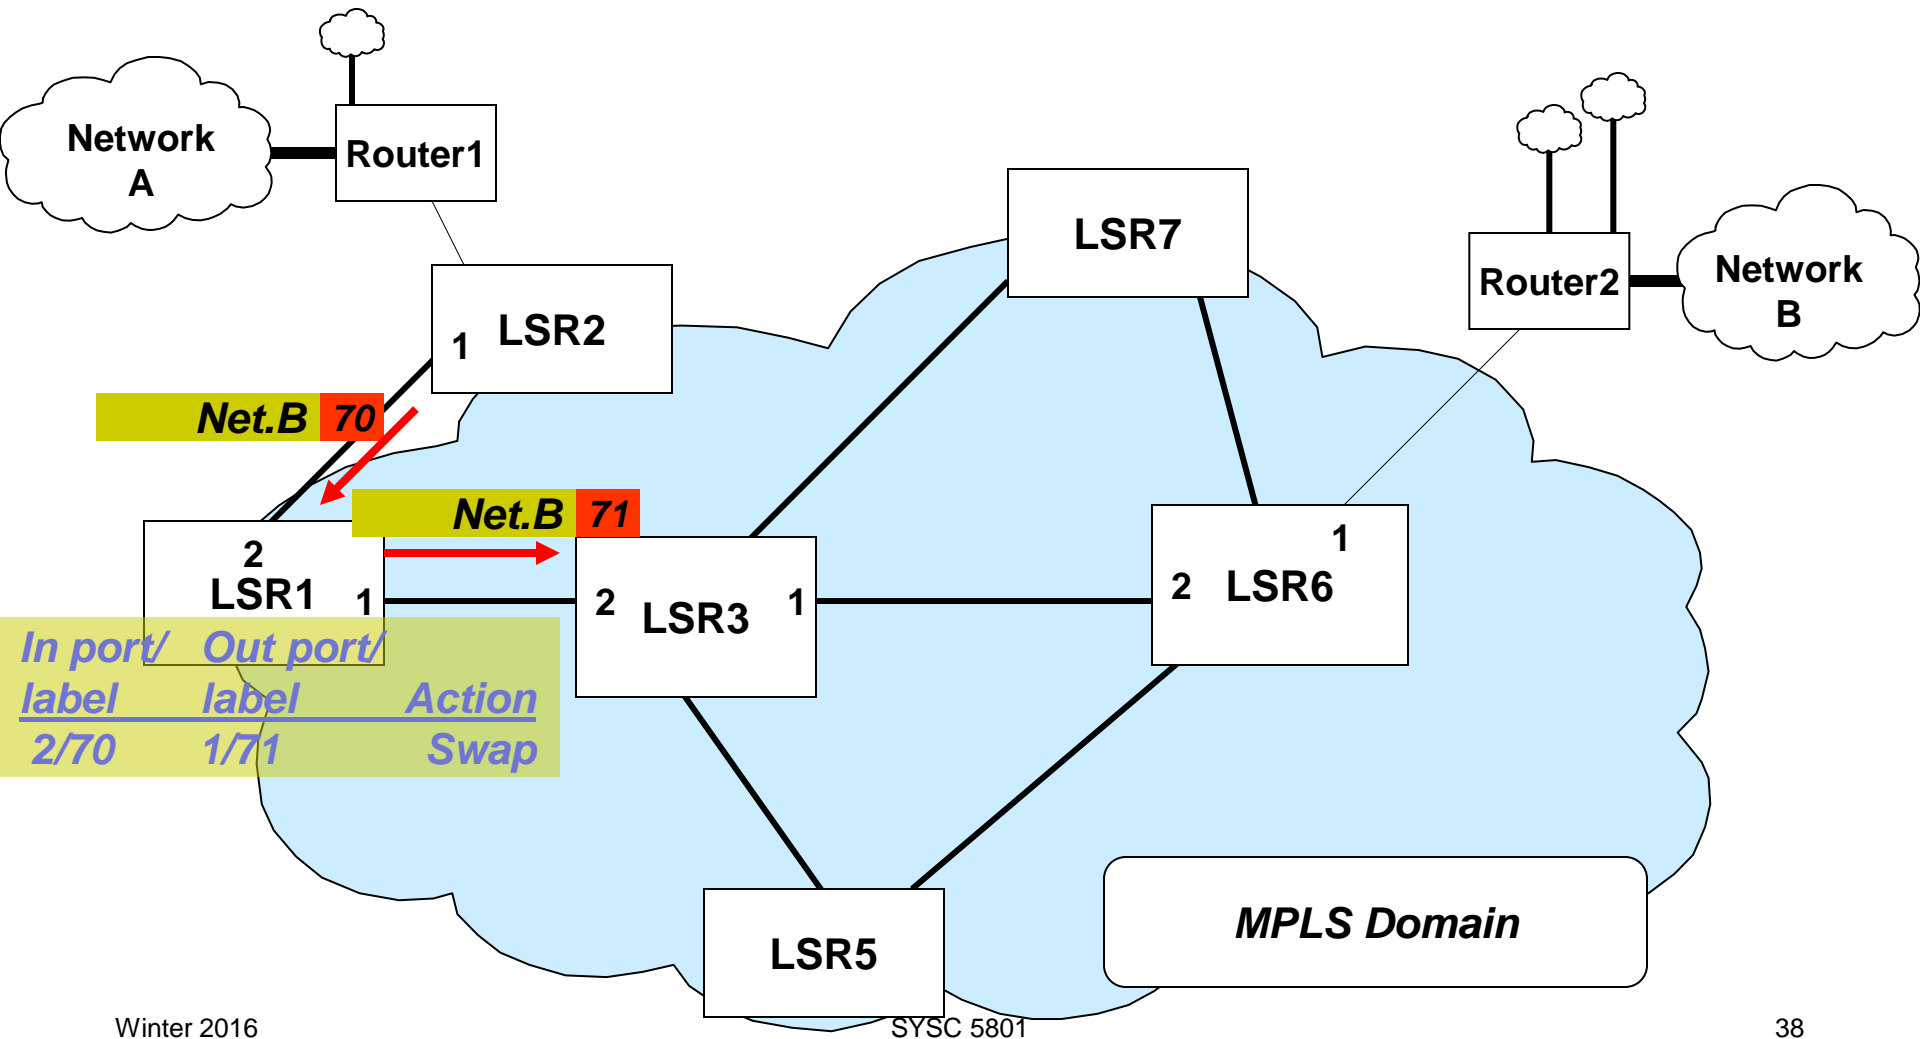 Network
A
Router1
LSR7
Router2
Network
B
LSR2
1
Net.B 70
Net.B 71
2
LSR1
1
2
LSR3
1
1
2
LSR6
In port/ Out port/
label label Action
2/70 1/71 Swap
LSR5
MPLS Domain
Winter 2016
SYSC 5801
38